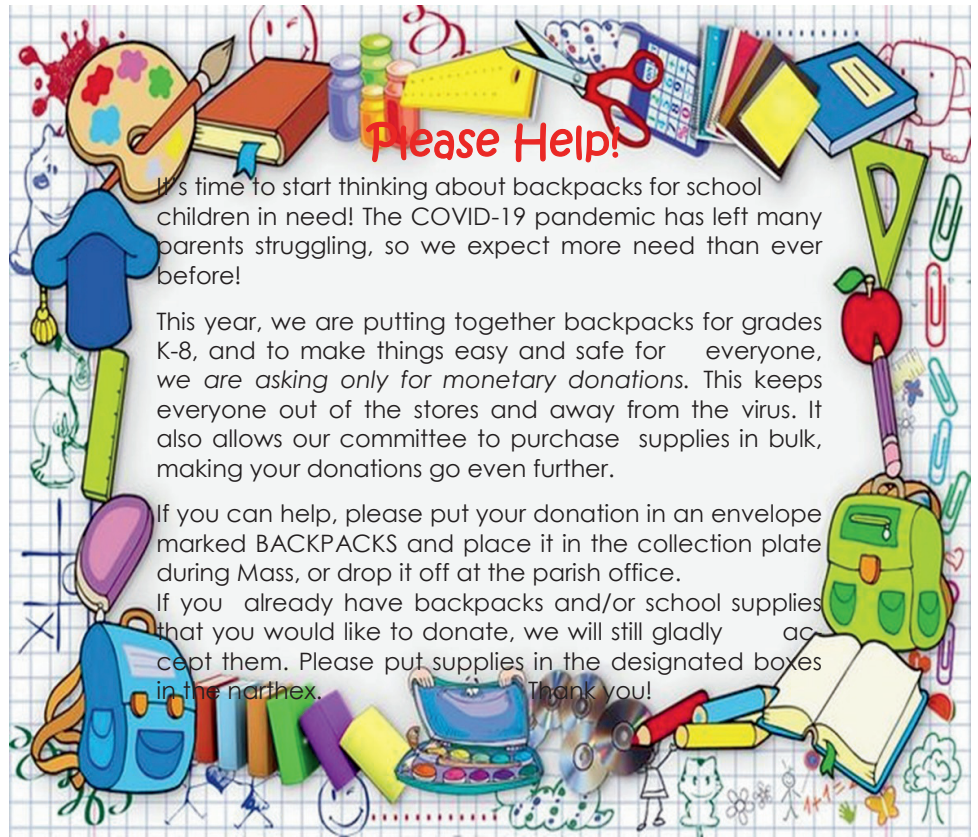 Please Help!
It's time to start thinking about backpacks for school
children in need! The COVID-19 pandemic has left many
parents struggling, so we expect more need than ever
before!
This year, we are putting together backpacks for grades
K-8, and to make things easy and safe for everyone,
we are asking only for monetary donations. This keeps
everyone out of the stores and away from the virus. It
also allows our committee to purchase supplies in bulk,
making your donations go even further.
If you can help, please put your donation in an envelope
marked BACKPACKS and place it in the collection plate
during Mass, or drop it off at the parish office.
If you already have backpacks and/or school supplies
that you would like to donate, we will still gladly ac-
cept them. Please put supplies in the designated boxes
in the narthex. Thank you!
1+1=